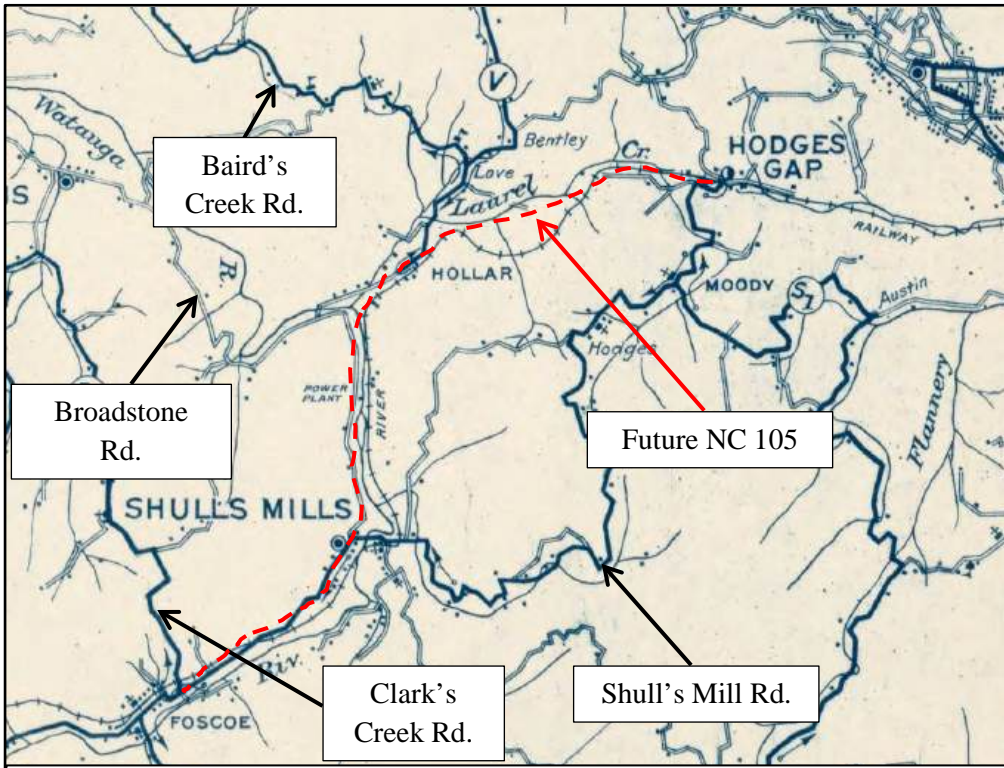 Watauga
V
Baird's
Creek Rd.
Bentley
Cr.
HODGES
GAP
Love
Laurel
S
R.
RAILWAY
HOLLAR
MOODY
S1
Austin
Hodges
POWER
PLANT
RIVER
Broadstone
Rd.
Future NC 105
Flannery
SHULLS MILLS
Riv.
Clark's
Creek Rd.
Shull's Mill Rd.
FOSCOE